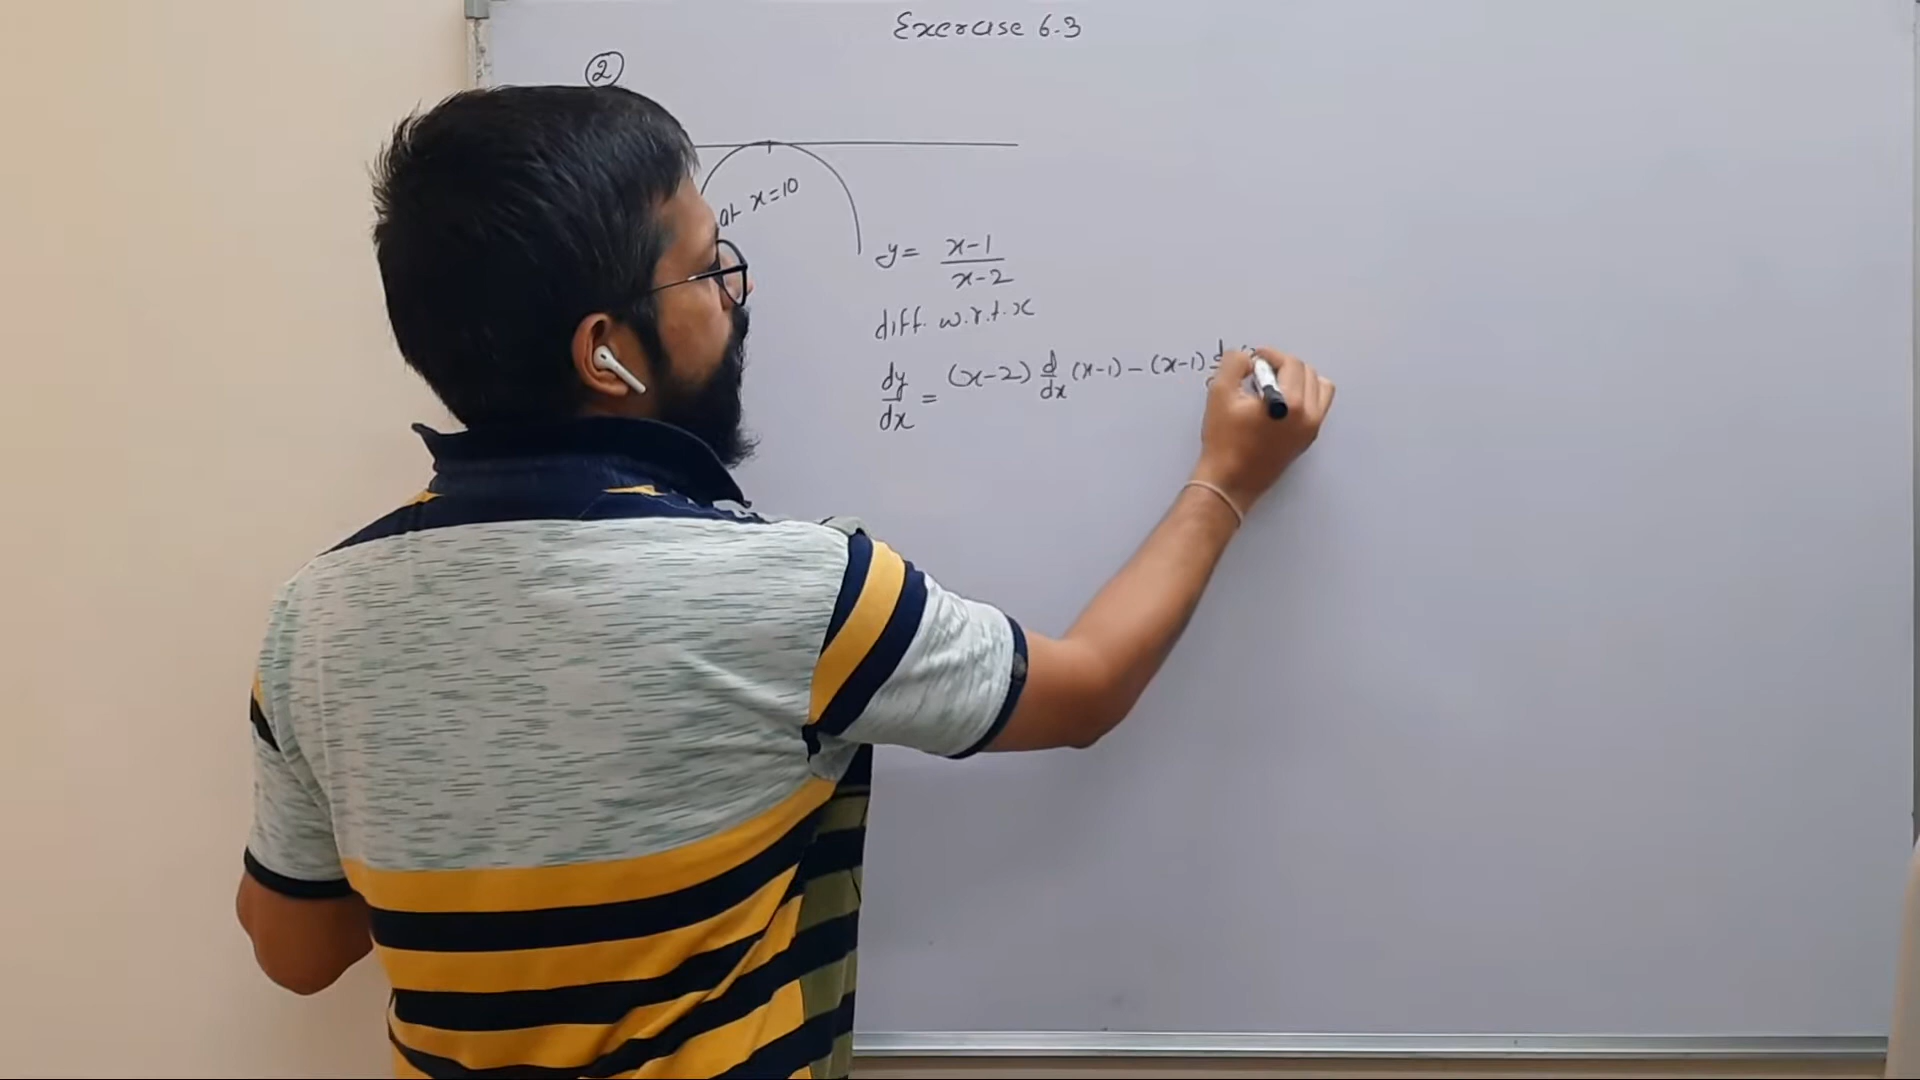 Exercise 6.3
②
at x=10
y = x-1 / x-2
diff. w.r.t. x
dy/dx = (x-2) d/dx (x-1) - (x-1) d